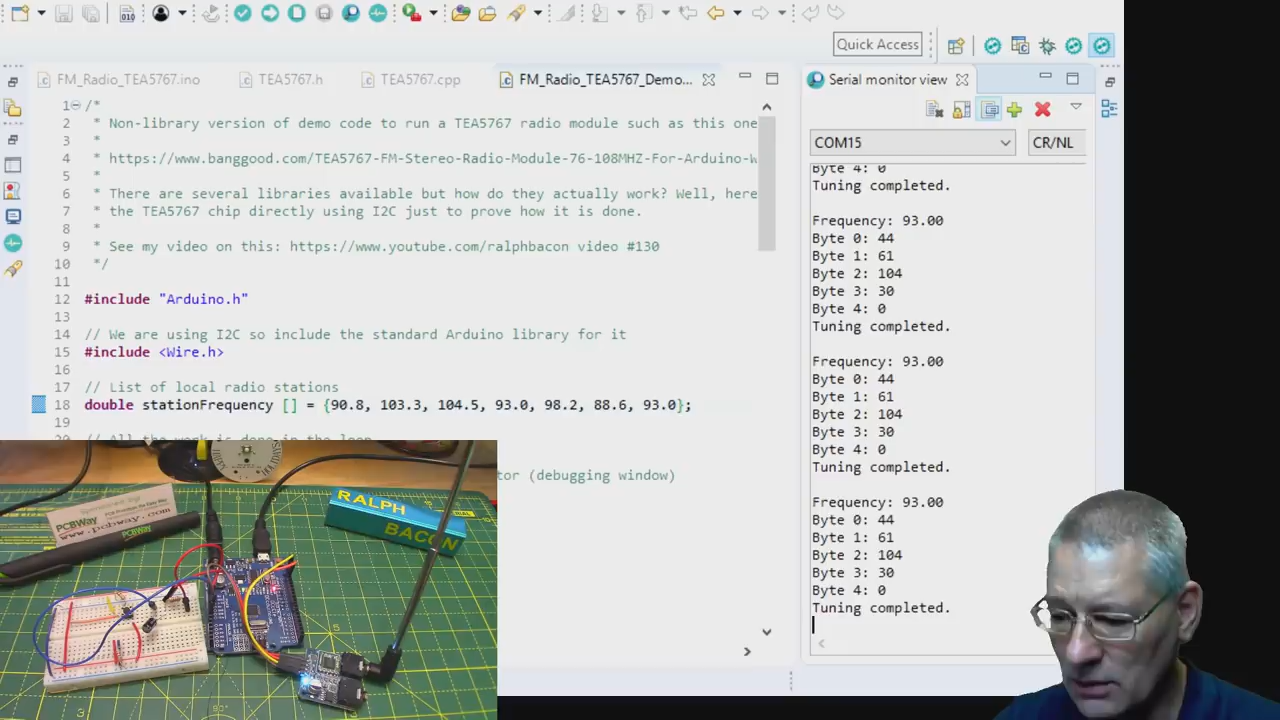 Quick Access
FM_Radio_TEA5767.ino
TEA5767.h
TEA5767.cpp
FM_Radio_TEA5767_Demo...
1 /*
2 * Non-library version of demo code to run a TEA5767 radio module such as this one
3 *
4 * https://www.banggood.com/TEA5767-FM-Stereo-Radio-Module-76-108MHZ-For-Arduino-W
5 *
6 * There are several libraries available but how do they actually work? Well, here
7 * the TEA5767 chip directly using I2C just to prove how it is done.
8 *
9 * See my video on this: https://www.youtube.com/ralphbacon video #130
10 */
11
12 #include "Arduino.h"
13
14 // We are using I2C so include the standard Arduino library for it
15 #include <Wire.h>
16
17 // List of local radio stations
18 double stationFrequency [] = {90.8, 103.3, 104.5, 93.0, 98.2, 88.6, 93.0};
19
20 // All the work is done in the loop
tor (debugging window)
Serial monitor view
COM15
CR/NL
Byte 4: 0
Tuning completed.
Frequency: 93.00
Byte 0: 44
Byte 1: 61
Byte 2: 104
Byte 3: 30
Byte 4: 0
Tuning completed.
Frequency: 93.00
Byte 0: 44
Byte 1: 61
Byte 2: 104
Byte 3: 30
Byte 4: 0
Tuning completed.
Frequency: 93.00
Byte 0: 44
Byte 1: 61
Byte 2: 104
Byte 3: 30
Byte 4: 0
Tuning completed.
PCBWay
www.pcbway.com
RALPH
BACON